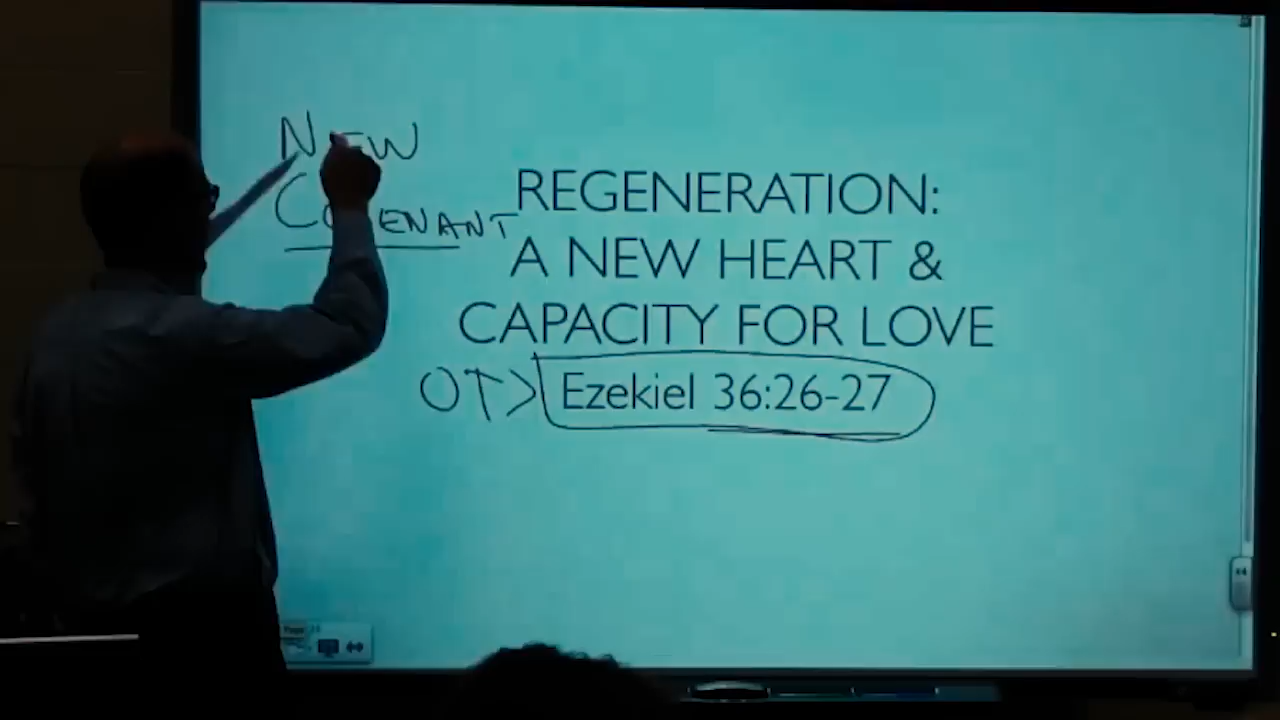 NEW
COVENANT
REGENERATION:
A NEW HEART &
CAPACITY FOR LOVE
OT> Ezekiel 36:26-27